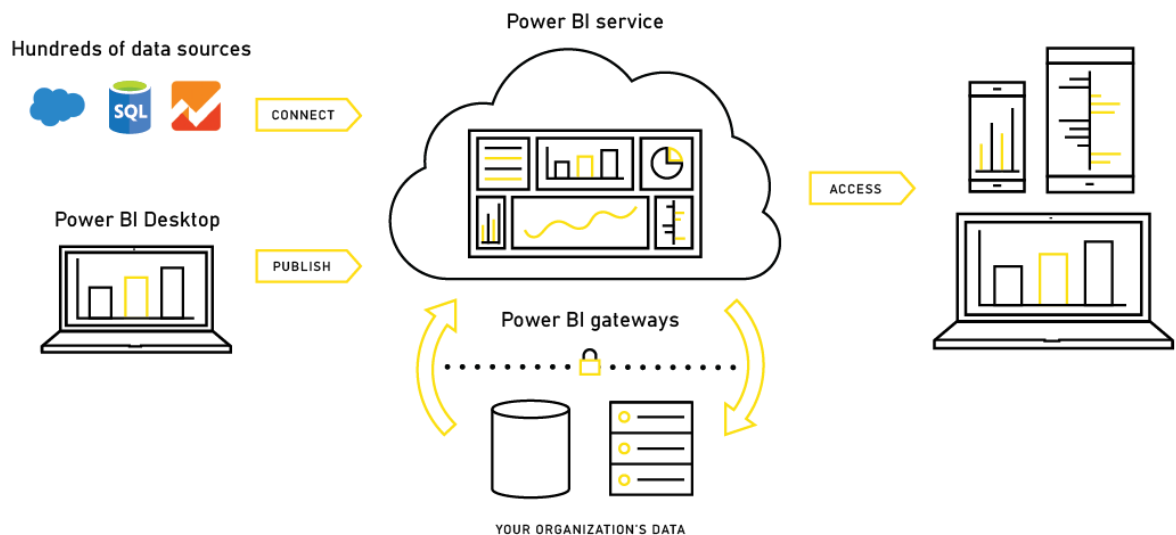 Power BI service
Hundreds of data sources
SQL
CONNECT
ACCESS
Power BI Desktop
PUBLISH
Power BI gateways
YOUR ORGANIZATION'S DATA